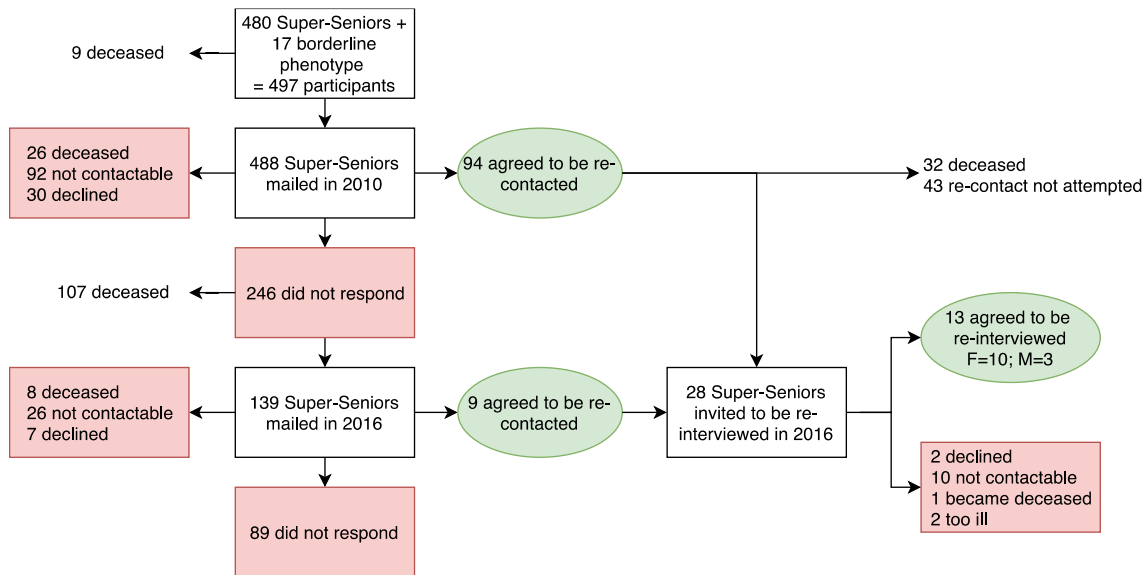 480 Super-Seniors +
17 borderline
phenotype
= 497 participants
9 deceased
26 deceased
92 not contactable
30 declined
488 Super-Seniors
mailed in 2010
94 agreed to be re-
contacted
32 deceased
43 re-contact not attempted
107 deceased
246 did not respond
13 agreed to be
re-interviewed
F=10; M=3
8 deceased
26 not contactable
7 declined
139 Super-Seniors
mailed in 2016
9 agreed to be re-
contacted
28 Super-Seniors
invited to be re-
interviewed in 2016
2 declined
10 not contactable
1 became deceased
2 too ill
89 did not respond